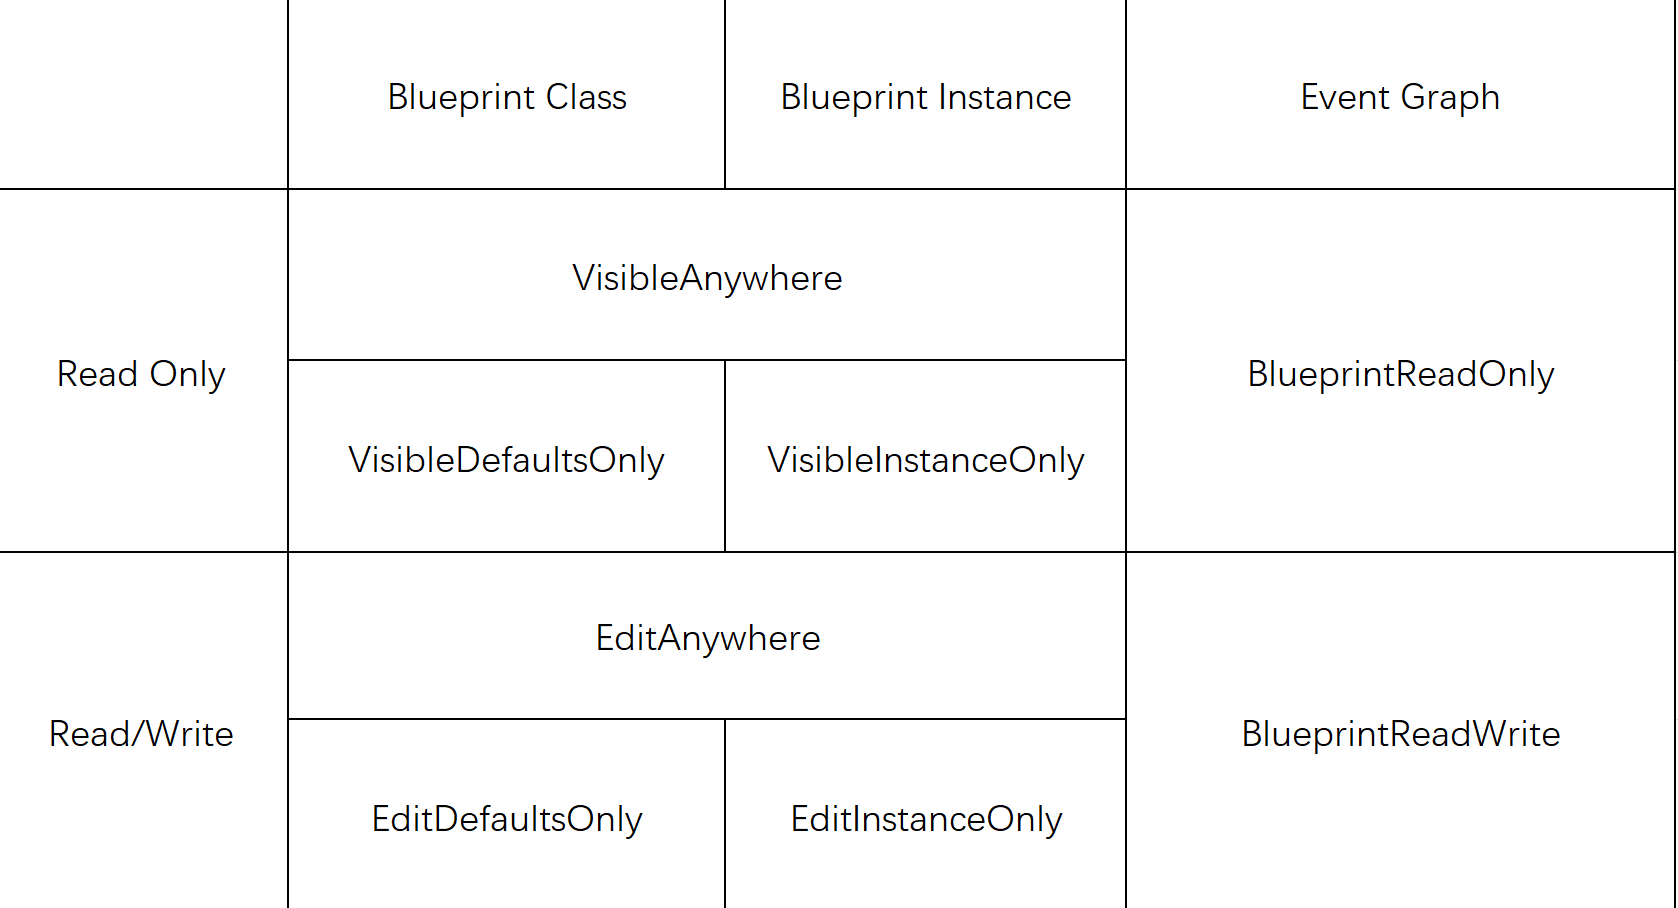 Blueprint Class
Blueprint Instance
Event Graph
VisibleAnywhere
Read Only
BlueprintReadOnly
VisibleDefaultsOnly
VisibleInstanceOnly
EditAnywhere
Read/Write
BlueprintReadWrite
EditDefaultsOnly
EditInstanceOnly